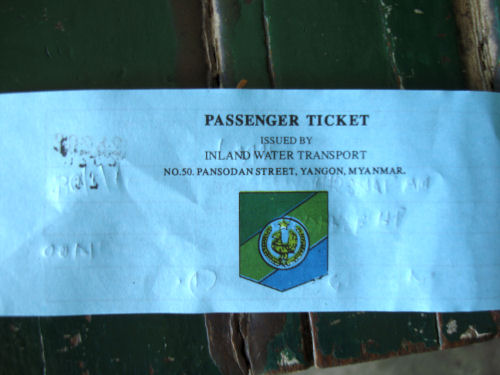 PASSENGER TICKET
ISSUED BY
INLAND WATER TRANSPORT
NO.50. PANSODAN STREET, YANGON, MYANMAR.